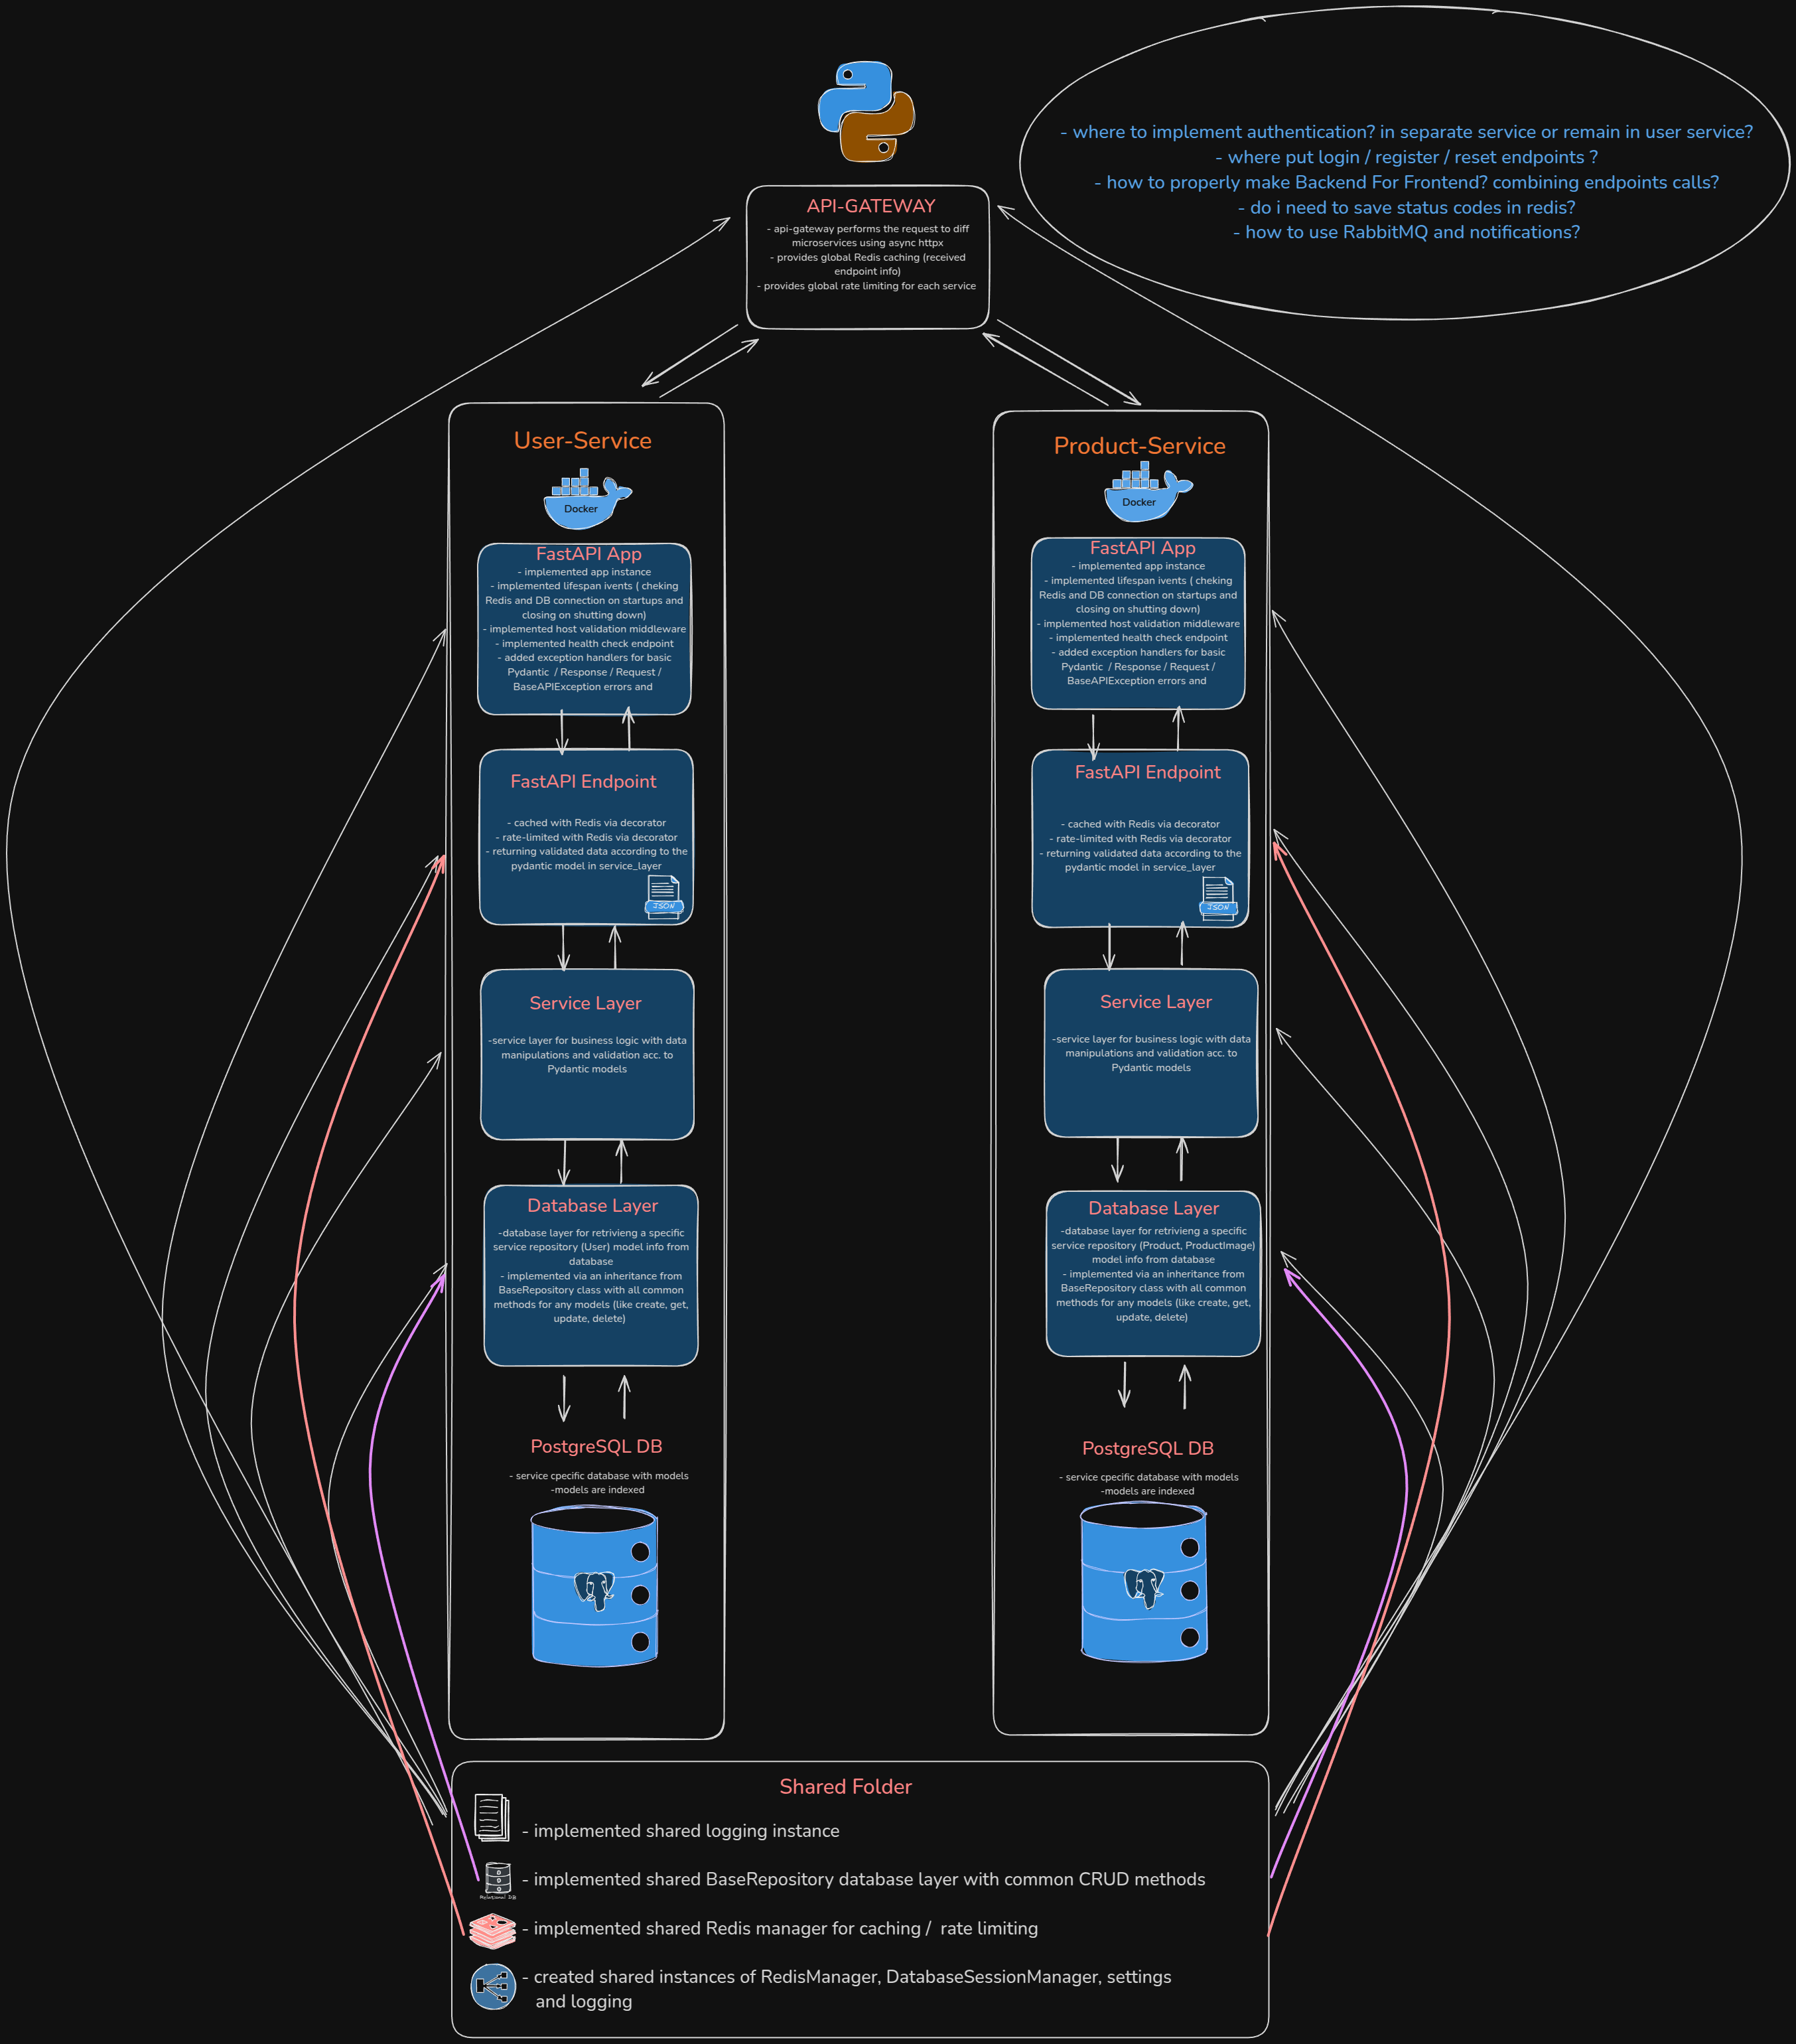 - where to implement authentication? in separate service or remain in user service?
- where put login / register / reset endpoints ?
- how to properly make Backend For Frontend? combining endpoints calls?
- do i need to save status codes in redis?
- how to use RabbitMQ and notifications?
API-GATEWAY
- api-gateway performs the request to diff
microservices using async httpx
- provides global Redis caching (received
endpoint info)
- provides global rate limiting for each service
User-Service
Docker
FastAPI App
- implemented app instance
- implemented lifespan ivents ( cheking
Redis and DB connection on startups and
closing on shutting down)
- implemented host validation middleware
- implemented health check endpoint
- added exception handlers for basic
Pydantic / Response / Request /
BaseAPIException errors and
FastAPI Endpoint
- cached with Redis via decorator
- rate-limited with Redis via decorator
- returning validated data according to the
pydantic model in service_layer
JSON
Service Layer
-service layer for business logic with data
manipulations and validation acc. to
Pydantic models
Database Layer
-database layer for retrivieng a specific
service repository (User) model info from
database
- implemented via an inheritance from
BaseRepository class with all common
methods for any models (like create, get,
update, delete)
PostgreSQL DB
- service cpecific database with models
-models are indexed
Product-Service
Docker
FastAPI App
- implemented app instance
- implemented lifespan ivents ( cheking
Redis and DB connection on startups and
closing on shutting down)
- implemented host validation middleware
- implemented health check endpoint
- added exception handlers for basic
Pydantic / Response / Request /
BaseAPIException errors and
FastAPI Endpoint
- cached with Redis via decorator
- rate-limited with Redis via decorator
- returning validated data according to the
pydantic model in service_layer
JSON
Service Layer
-service layer for business logic with data
manipulations and validation acc. to
Pydantic models
Database Layer
-database layer for retrivieng a specific
service repository (Product, ProductImage)
model info from database
- implemented via an inheritance from
BaseRepository class with all common
methods for any models (like create, get,
update, delete)
PostgreSQL DB
- service cpecific database with models
-models are indexed
Shared Folder
- implemented shared logging instance
- implemented shared BaseRepository database layer with common CRUD methods
- implemented shared Redis manager for caching / rate limiting
- created shared instances of RedisManager, DatabaseSessionManager, settings
and logging